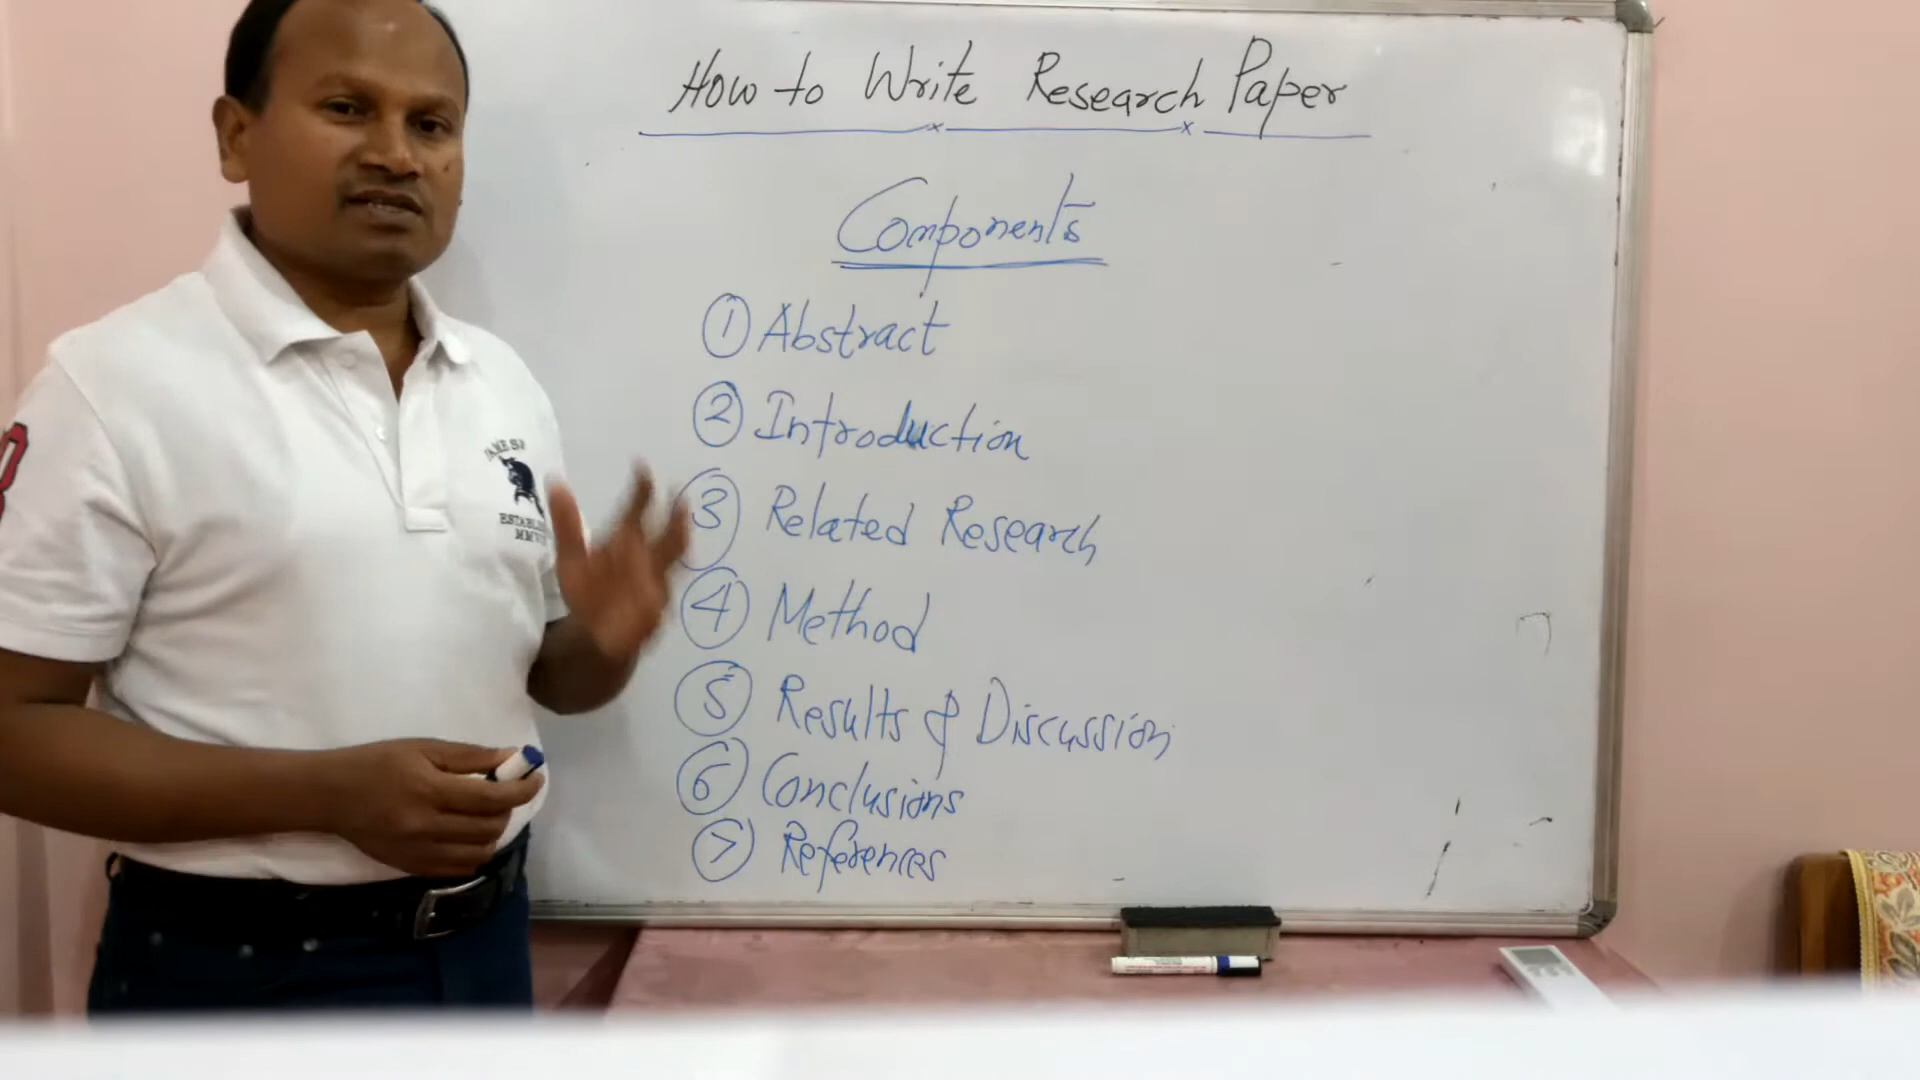 How to Write Research Paper
Components
① Abstract
② Introduction
③ Related Research
④ Method
⑤ Results & Discussion
⑥ Conclusions
⑦ References